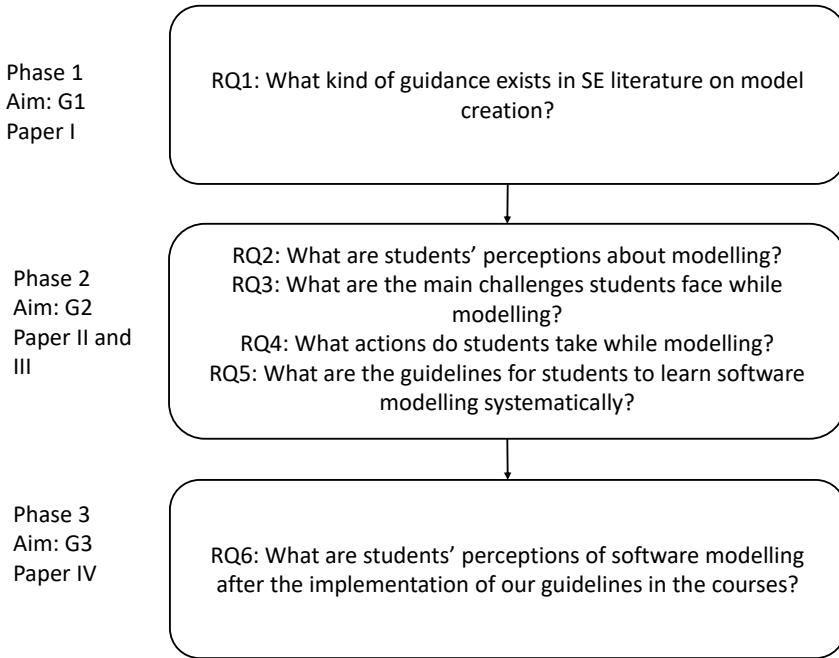 Phase 1
Aim: G1
Paper I
RQ1: What kind of guidance exists in SE literature on model
creation?
Phase 2
Aim: G2
Paper II and
III
RQ2: What are students’ perceptions about modelling?
RQ3: What are the main challenges students face while
modelling?
RQ4: What actions do students take while modelling?
RQ5: What are the guidelines for students to learn software
modelling systematically?
Phase 3
Aim: G3
Paper IV
RQ6: What are students’ perceptions of software modelling
after the implementation of our guidelines in the courses?